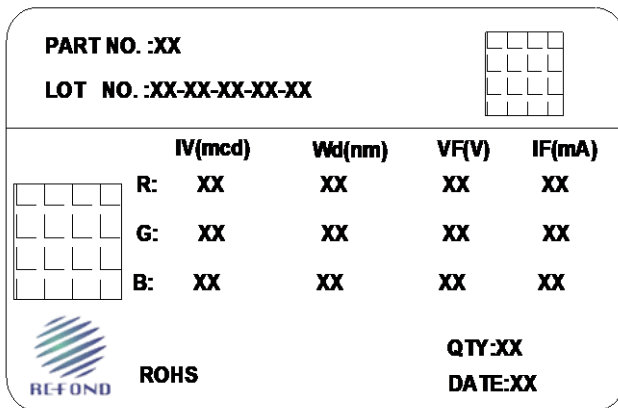 PART NO. :XX
LOT NO. :XX-XX-XX-XX-XX
IV(mcd) Wd(nm) VF(V) IF(mA)
R: XX XX XX XX
G: XX XX XX XX
B: XX XX XX XX
REFOND
ROHS
QTY:XX
DATE:XX